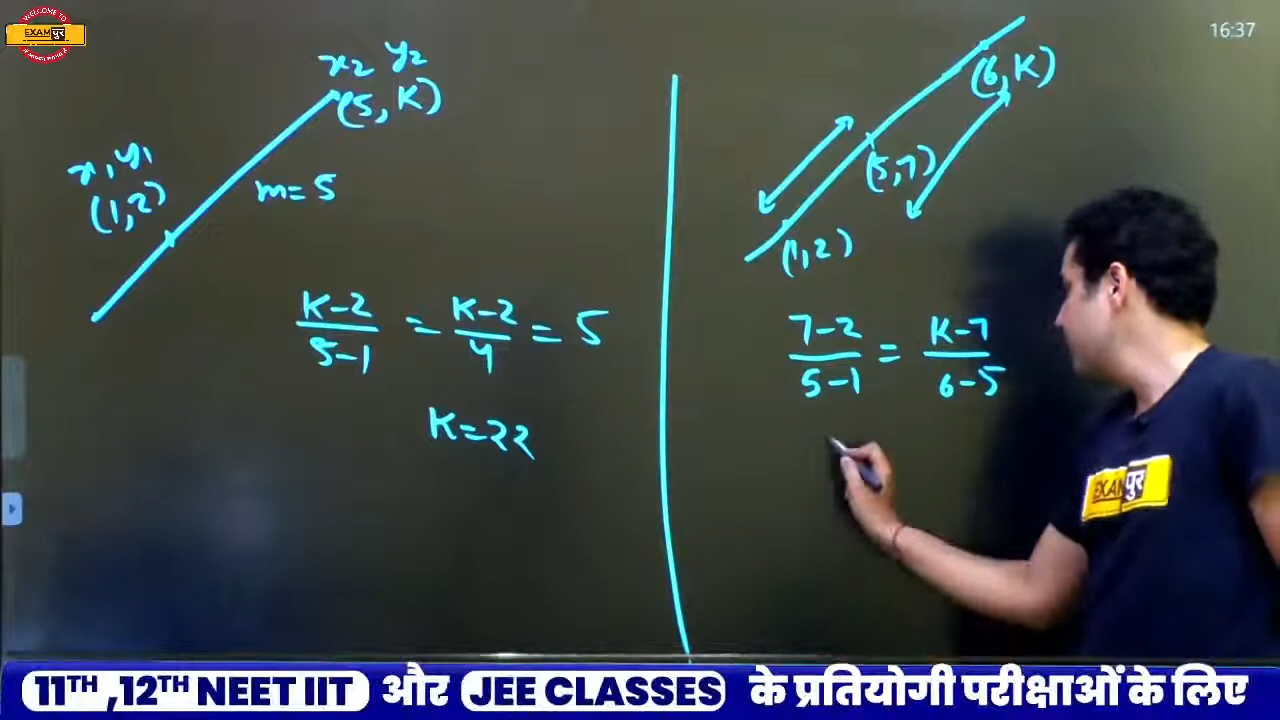 WELCOME TO
EXAMपुर
16:37
x₂ y₂
(5, K)
x₁ y₁
(1,2)
m=5
K-2/5-1 = K-2/4 = 5
K=22
(6, K)
(5,7)
(1,2)
7-2/5-1 = K-7/6-5
EXAMपुर
11TH ,12TH NEET IIT और JEE CLASSES के प्रतियोगी परीक्षाओं के लिए